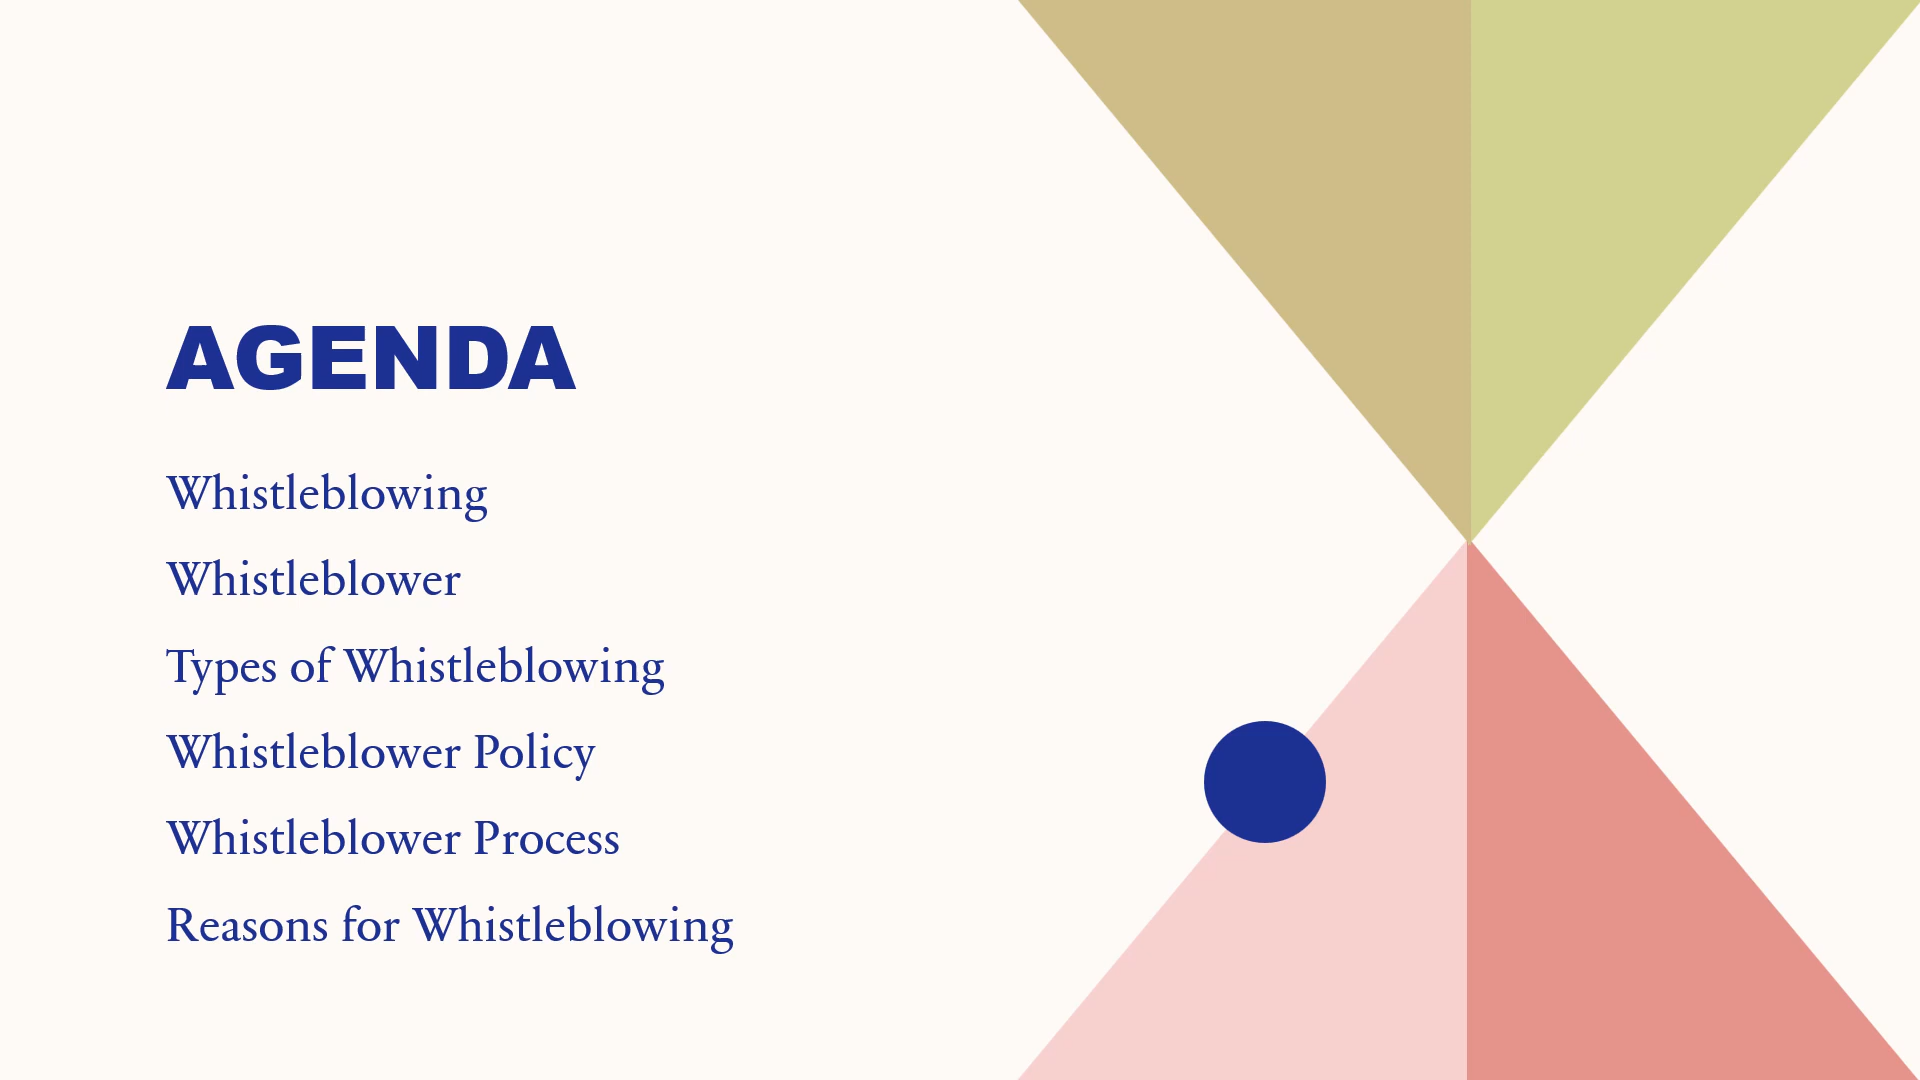 AGENDA
Whistleblowing
Whistleblower
Types of Whistleblowing
Whistleblower Policy
Whistleblower Process
Reasons for Whistleblowing